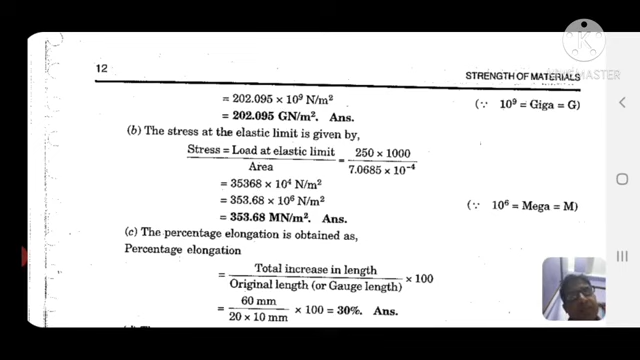 12
STRENGTH OF MATERIALS
= 202.095 × 10⁹ N/m² (∵ 10⁹ = Giga = G)
= 202.095 GN/m². Ans.
(b) The stress at the elastic limit is given by,
Stress = Load at elastic limit / Area = 250 × 1000 / 7.0685 × 10⁻⁴
= 35368 × 10⁴ N/m²
= 353.68 × 10⁶ N/m² (∵ 10⁶ = Mega = M)
= 353.68 MN/m². Ans.
(c) The percentage elongation is obtained as,
Percentage elongation
= Total increase in length / Original length (or Gauge length) × 100
= 60 mm / 20 × 10 mm × 100 = 30%. Ans.